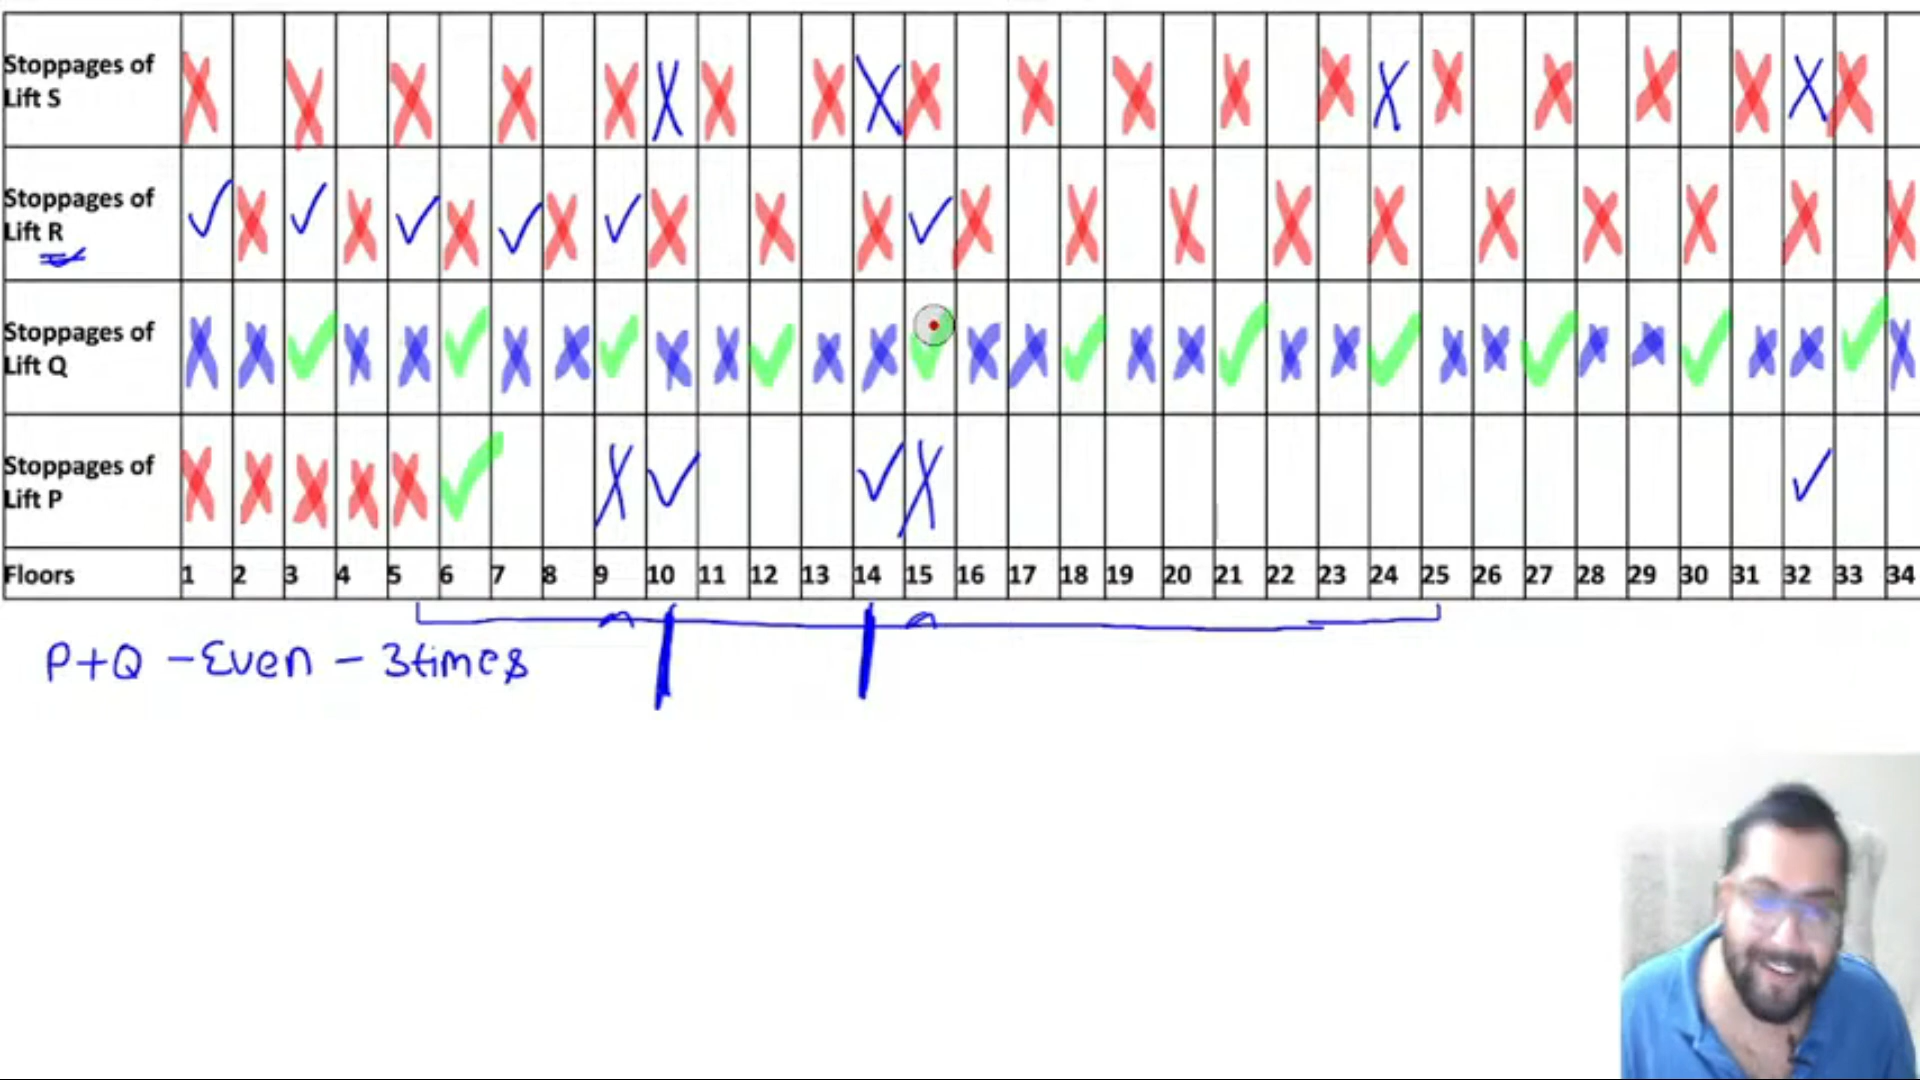 Stoppages of
Lift S
Stoppages of
Lift R
Stoppages of
Lift Q
Stoppages of
Lift P
Floors 1 2 3 4 5 6 7 8 9 10 11 12 13 14 15 16 17 18 19 20 21 22 23 24 25 26 27 28 29 30 31 32 33 34
P+Q - Even - 3times